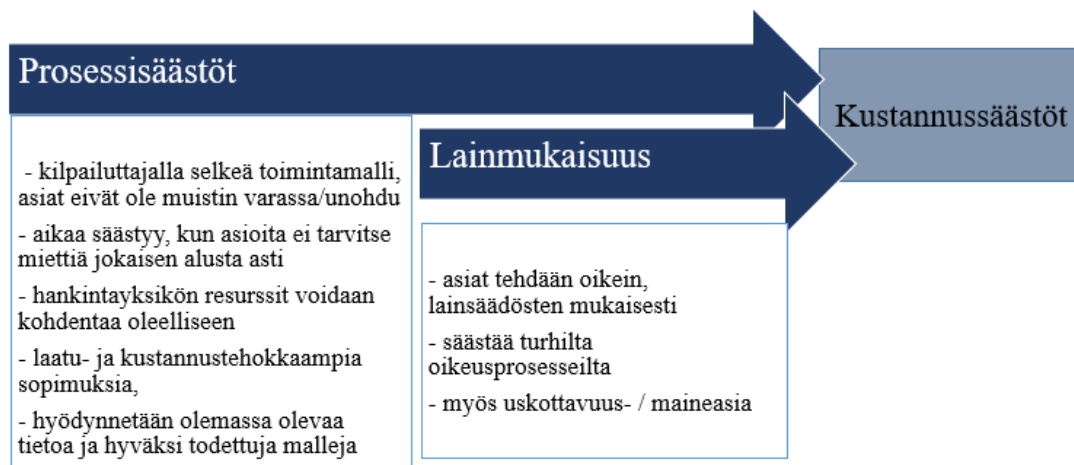 Prosessisäästöt
- kilpailuttajalla selkeä toimintamalli,
asiat eivät ole muistin varassa/unohdu
- aikaa säästyy, kun asioita ei tarvitse
miettiä jokaisen alusta asti
- hankintayksikön resurssit voidaan
kohdentaa oleelliseen
- laatu- ja kustannustehokkaampia
sopimuksia,
- hyödynnetään olemassa olevaa
tietoa ja hyväksi todettuja malleja
Lainmukaisuus
- asiat tehdään oikein,
lainsäädösten mukaisesti
- säästää turhilta
oikeusprosesseilta
- myös uskottavuus- / maineasia
Kustannussäästöt